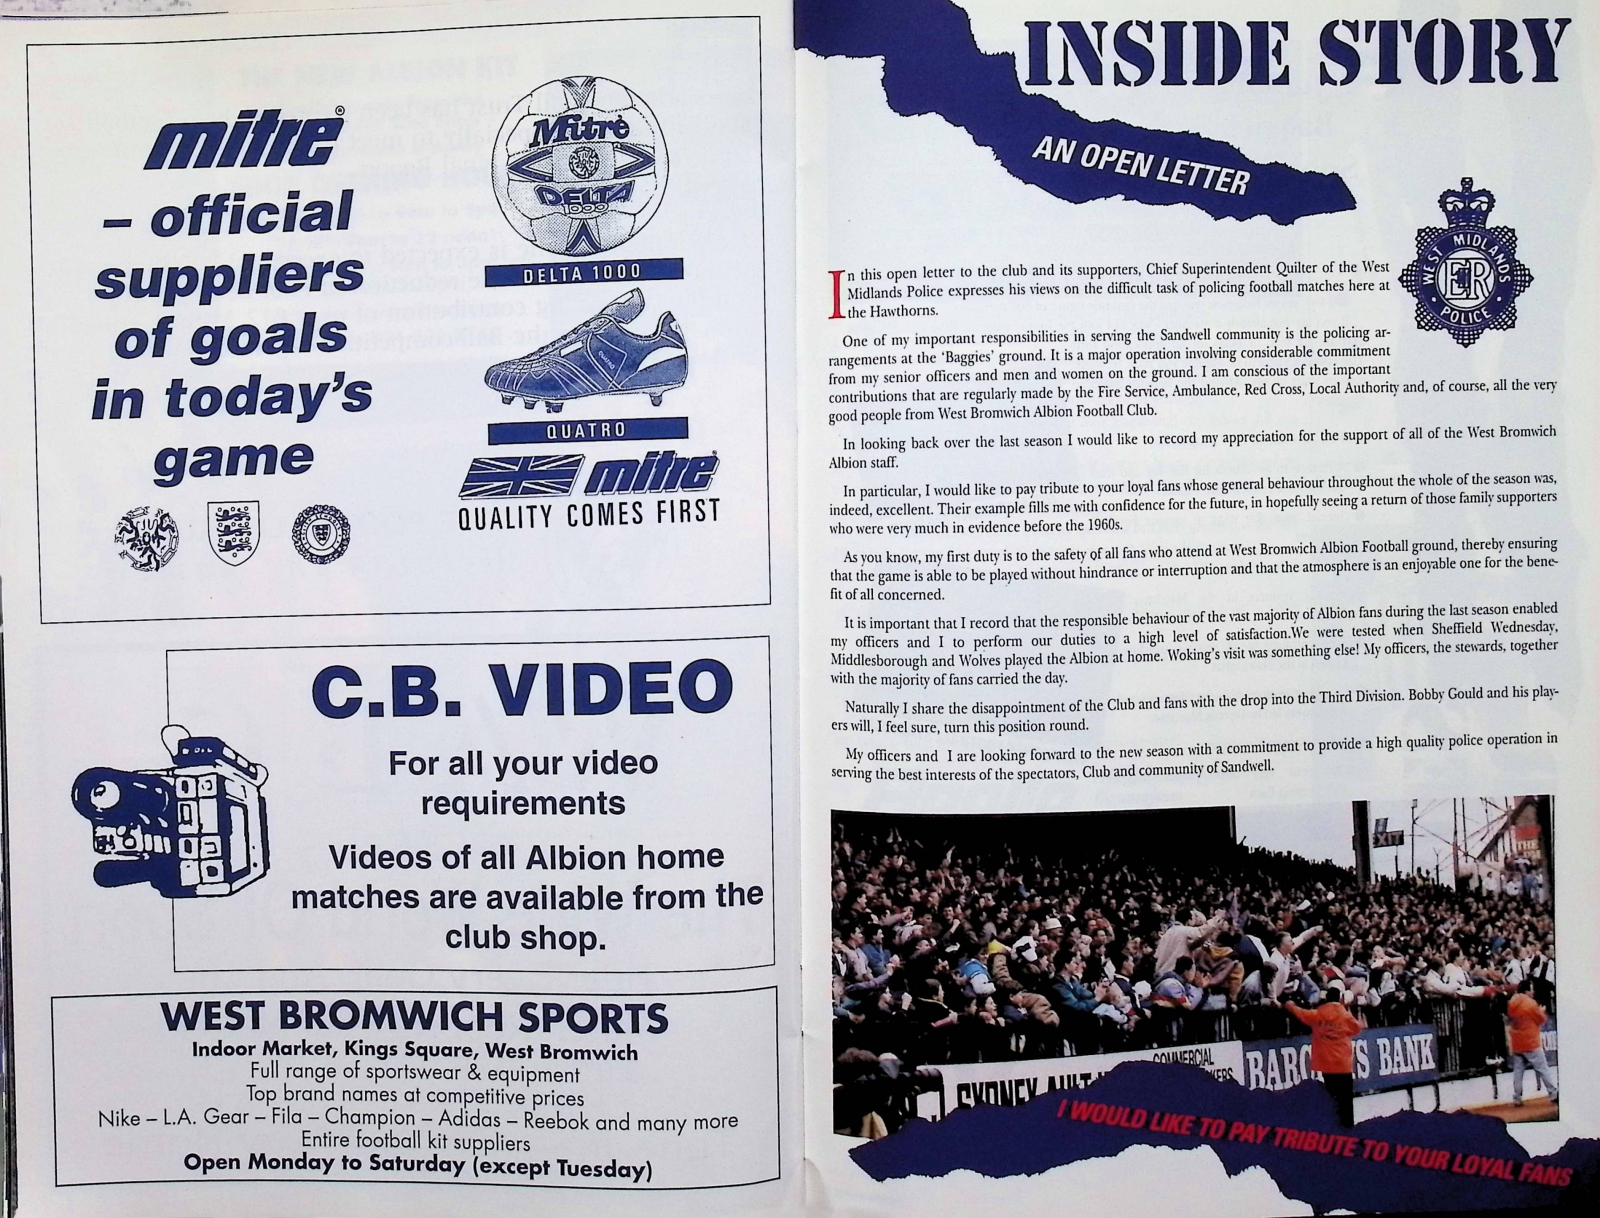 mitre®
– official
suppliers
of goals
in today's
game
Mitre
DELTA
1000
DELTA 1000
QUATRO
mitre®
QUALITY COMES FIRST
C.B. VIDEO
For all your video
requirements
Videos of all Albion home
matches are available from the
club shop.
WEST BROMWICH SPORTS
Indoor Market, Kings Square, West Bromwich
Full range of sportswear & equipment
Top brand names at competitive prices
Nike – L.A. Gear – Fila – Champion – Adidas – Reebok and many more
Entire football kit suppliers
Open Monday to Saturday (except Tuesday)
INSIDE STORY
AN OPEN LETTER
WEST MIDLANDS
ER
POLICE
In this open letter to the club and its supporters, Chief Superintendent Quilter of the West
Midlands Police expresses his views on the difficult task of policing football matches here at
the Hawthorns.
One of my important responsibilities in serving the Sandwell community is the policing ar-
rangements at the 'Baggies' ground. It is a major operation involving considerable commitment
from my senior officers and men and women on the ground. I am conscious of the important
contributions that are regularly made by the Fire Service, Ambulance, Red Cross, Local Authority and, of course, all the very
good people from West Bromwich Albion Football Club.
In looking back over the last season I would like to record my appreciation for the support of all of the West Bromwich
Albion staff.
In particular, I would like to pay tribute to your loyal fans whose general behaviour throughout the whole of the season was,
indeed, excellent. Their example fills me with confidence for the future, in hopefully seeing a return of those family supporters
who were very much in evidence before the 1960s.
As you know, my first duty is to the safety of all fans who attend at West Bromwich Albion Football ground, thereby ensuring
that the game is able to be played without hindrance or interruption and that the atmosphere is an enjoyable one for the bene-
fit of all concerned.
It is important that I record that the responsible behaviour of the vast majority of Albion fans during the last season enabled
my officers and I to perform our duties to a high level of satisfaction.We were tested when Sheffield Wednesday,
Middlesborough and Wolves played the Albion at home. Woking's visit was something else! My officers, the stewards, together
with the majority of fans carried the day.
Naturally I share the disappointment of the Club and fans with the drop into the Third Division. Bobby Gould and his play-
ers will, I feel sure, turn this position round.
My officers and I are looking forward to the new season with a commitment to provide a high quality police operation in
serving the best interests of the spectators, Club and community of Sandwell.
EXIT
THE
COMMERCIAL
SYDNEY
BANK
I WOULD LIKE TO PAY TRIBUTE TO YOUR LOYAL FANS